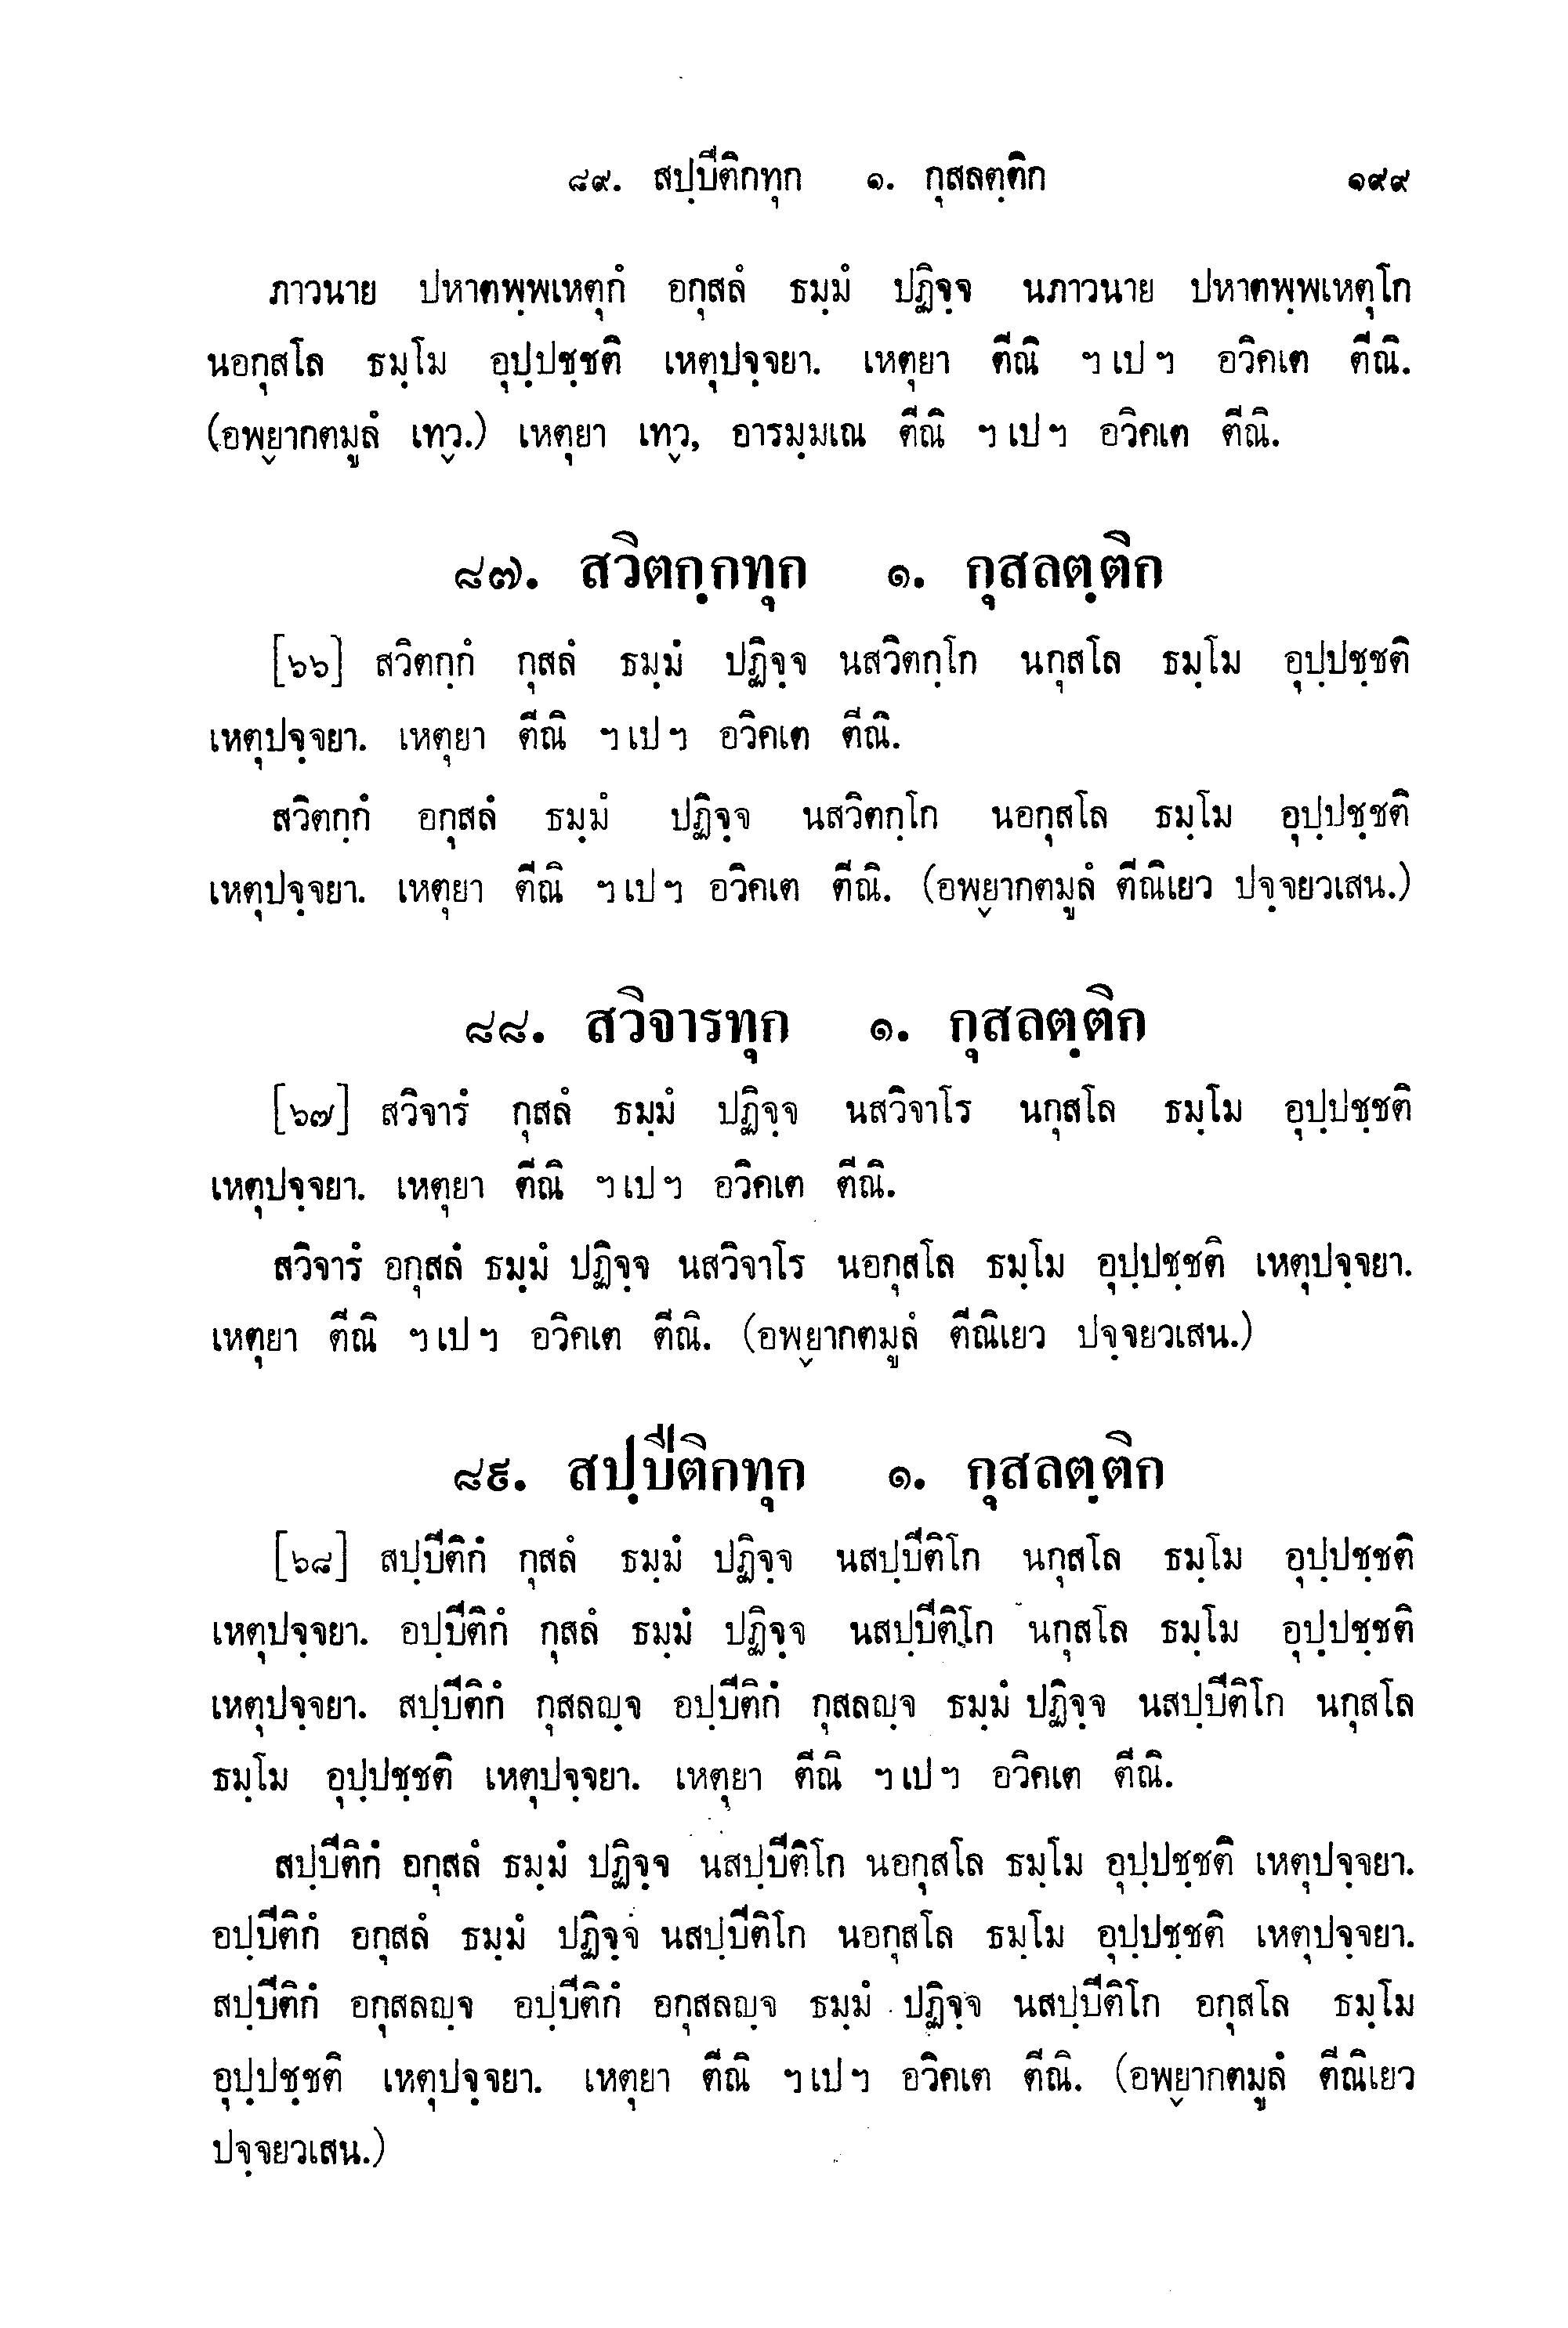 ๘๙. สปฺปีติกทุก ๑. กุสลตฺติก ๑๙๙
ภาวนาย ปหาตพฺพเหตุกํ อกุสลํ ธมฺมํ ปฏิจฺจ นภาวนาย ปหาตพฺพเหตุโก
นอกุสโล ธมฺโม อุปฺปชฺชติ เหตุปจฺจยา. เหตุยา ตีณิ ฯเปฯ อวิคเต ตีณิ.
(อพฺยากตมูลํ เทฺว.) เหตุยา เทฺว, อารมฺมเณ ตีณิ ฯเปฯ อวิคเต ตีณิ.
๘๗. สวิตกฺกทุก ๑. กุสลตฺติก
[๖๖] สวิตกฺกํ กุสลํ ธมฺมํ ปฏิจฺจ นสวิตกฺโก นกุสโล ธมฺโม อุปฺปชฺชติ
เหตุปจฺจยา. เหตุยา ตีณิ ฯเปฯ อวิคเต ตีณิ.
สวิตกฺกํ อกุสลํ ธมฺมํ ปฏิจฺจ นสวิตกฺโก นอกุสโล ธมฺโม อุปฺปชฺชติ
เหตุปจฺจยา. เหตุยา ตีณิ ฯเปฯ อวิคเต ตีณิ. (อพฺยากตมูลํ ตีณิเยว ปจฺจยวเสน.)
๘๘. สวิจารทุก ๑. กุสลตฺติก
[๖๗] สวิจารํ กุสลํ ธมฺมํ ปฏิจฺจ นสวิจาโร นกุสโล ธมฺโม อุปฺปชฺชติ
เหตุปจฺจยา. เหตุยา ตีณิ ฯเปฯ อวิคเต ตีณิ.
สวิจารํ อกุสลํ ธมฺมํ ปฏิจฺจ นสวิจาโร นอกุสโล ธมฺโม อุปฺปชฺชติ เหตุปจฺจยา.
เหตุยา ตีณิ ฯเปฯ อวิคเต ตีณิ. (อพฺยากตมูลํ ตีณิเยว ปจฺจยวเสน.)
๘๙. สปฺปีติกทุก ๑. กุสลตฺติก
[๖๘] สปฺปีติกํ กุสลํ ธมฺมํ ปฏิจฺจ นสปฺปีติโก นกุสโล ธมฺโม อุปฺปชฺชติ
เหตุปจฺจยา. อปฺปีติกํ กุสลํ ธมฺมํ ปฏิจฺจ นสปฺปีติโก นกุสโล ธมฺโม อุปฺปชฺชติ
เหตุปจฺจยา. สปฺปีติกํ กุสลญฺจ อปฺปีติกํ กุสลญฺจ ธมฺมํ ปฏิจฺจ นสปฺปีติโก นกุสโล
ธมฺโม อุปฺปชฺชติ เหตุปจฺจยา. เหตุยา ตีณิ ฯเปฯ อวิคเต ตีณิ.
สปฺปีติกํ อกุสลํ ธมฺมํ ปฏิจฺจ นสปฺปีติโก นอกุสโล ธมฺโม อุปฺปชฺชติ เหตุปจฺจยา.
อปฺปีติกํ อกุสลํ ธมฺมํ ปฏิจฺจ นสปฺปีติโก นอกุสโล ธมฺโม อุปฺปชฺชติ เหตุปจฺจยา.
สปฺปีติกํ อกุสลญฺจ อปฺปีติกํ อกุสลญฺจ ธมฺมํ ปฏิจฺจ นสปฺปีติโก อกุสโล ธมฺโม
อุปฺปชฺชติ เหตุปจฺจยา. เหตุยา ตีณิ ฯเปฯ อวิคเต ตีณิ. (อพฺยากตมูลํ ตีณิเยว
ปจฺจยวเสน.)